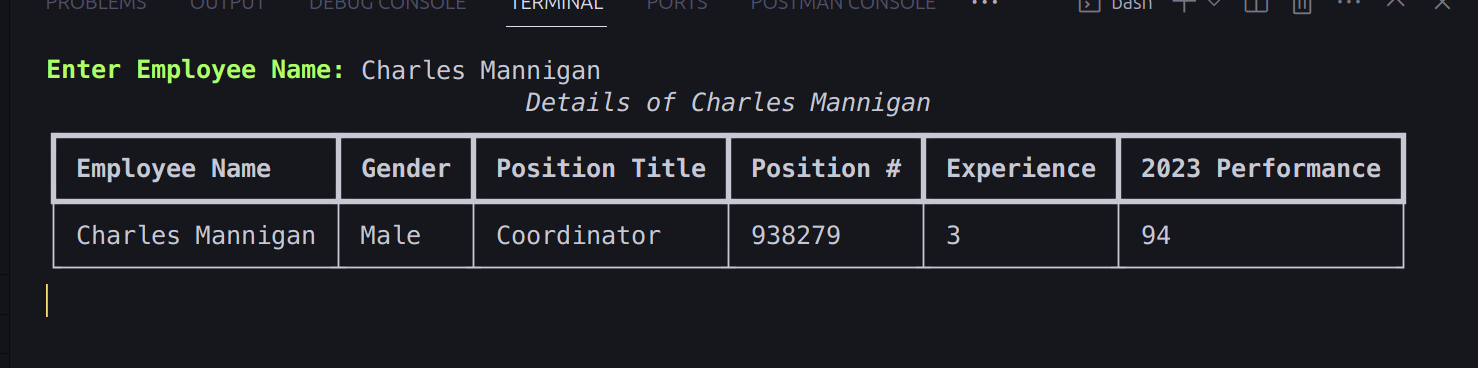 PROBLEMS OUTPUT DEBUG CONSOLE TERMINAL PORTS POSTMAN CONSOLE ... bash
Enter Employee Name: Charles Mannigan
Details of Charles Mannigan
Employee Name Gender Position Title Position # Experience 2023 Performance
Charles Mannigan Male Coordinator 938279 3 94